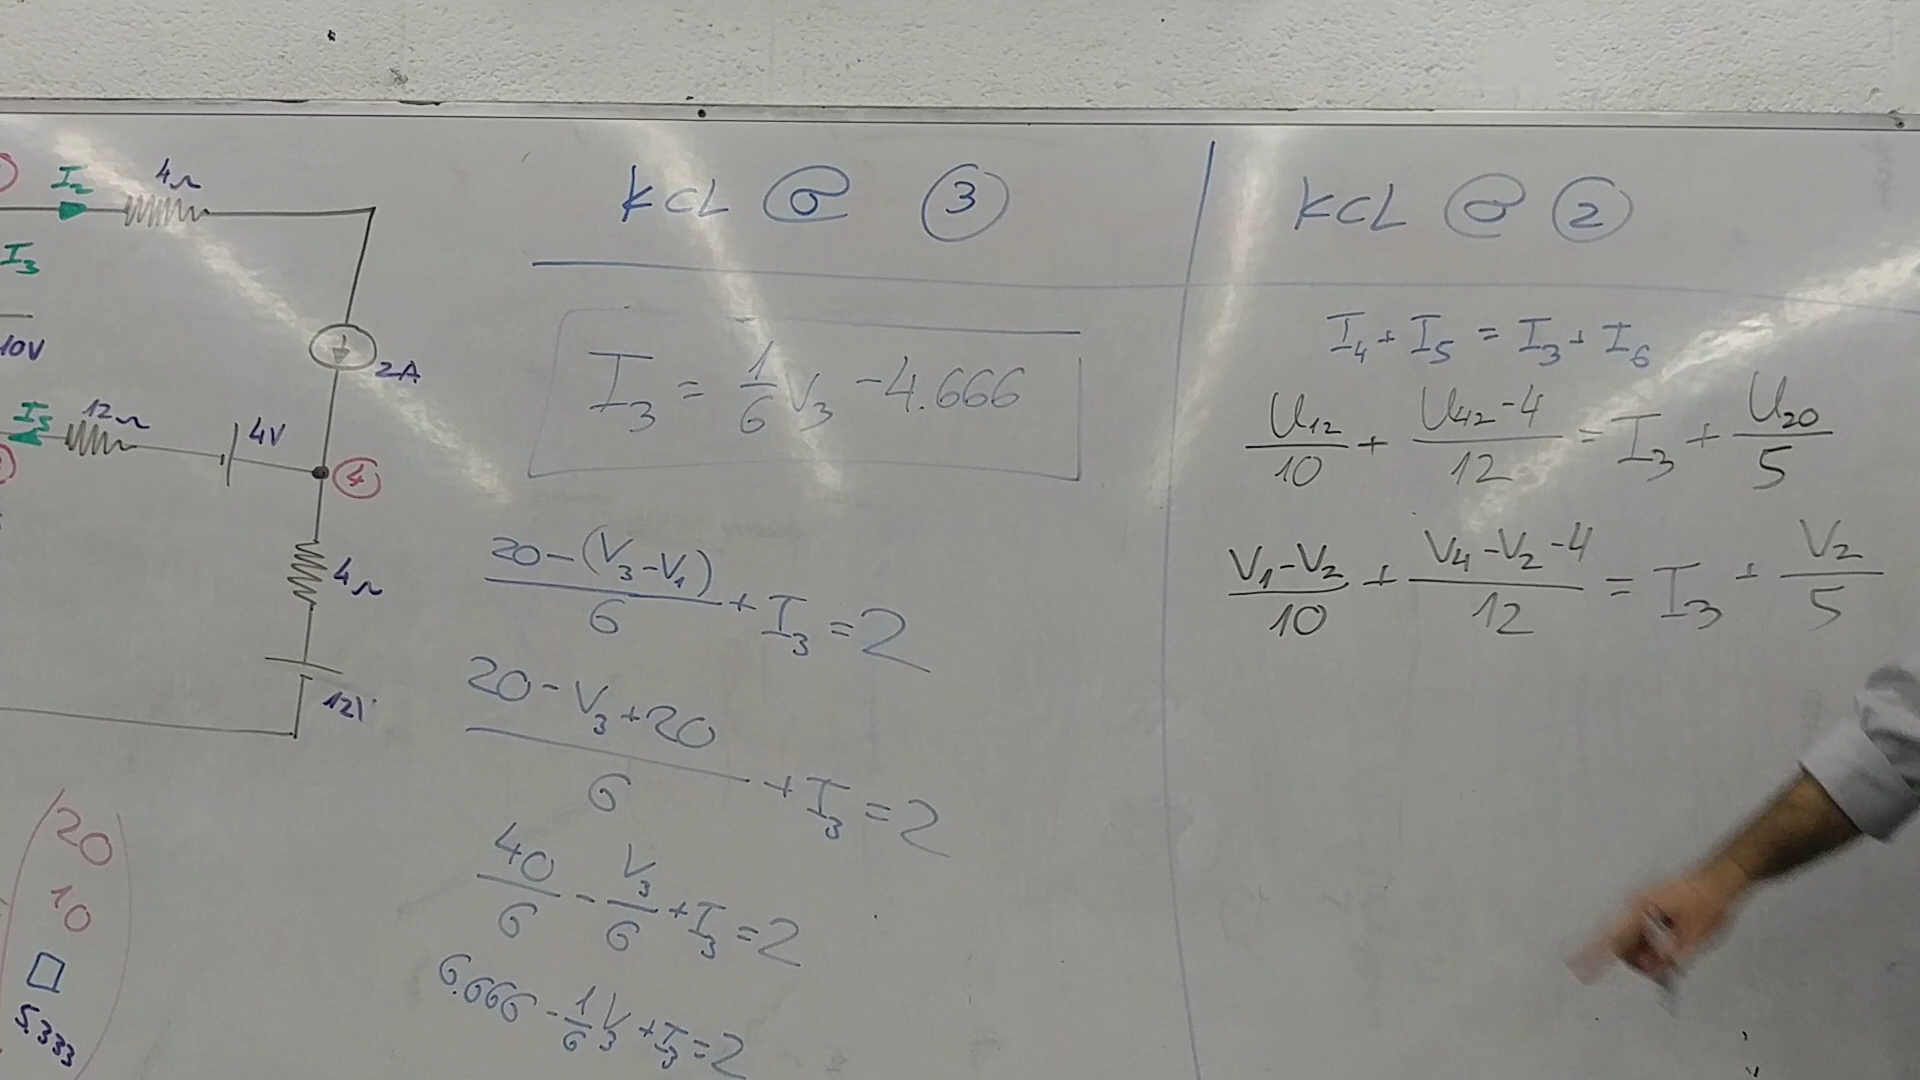 I₂
4Ω
I₃
10V
2A
I₅
12Ω
4V
4
4Ω
12V
20
10
□
5.333
KCL @ 3
I₃ = 1/6 V₃ - 4.666
20-(V₃-V₁)/6 + I₃ = 2
20-V₃+20/6 + I₃ = 2
40/6 - V₃/6 + I₃ = 2
6.666 - 1/6 V₃ + I₃ = 2
KCL @ 2
I₄ + I₅ = I₃ + I₆
U₁₂/10 + U₄₂-4/12 = I₃ + U₂₀/5
V₁-V₂/10 + V₄-V₂-4/12 = I₃ + V₂/5